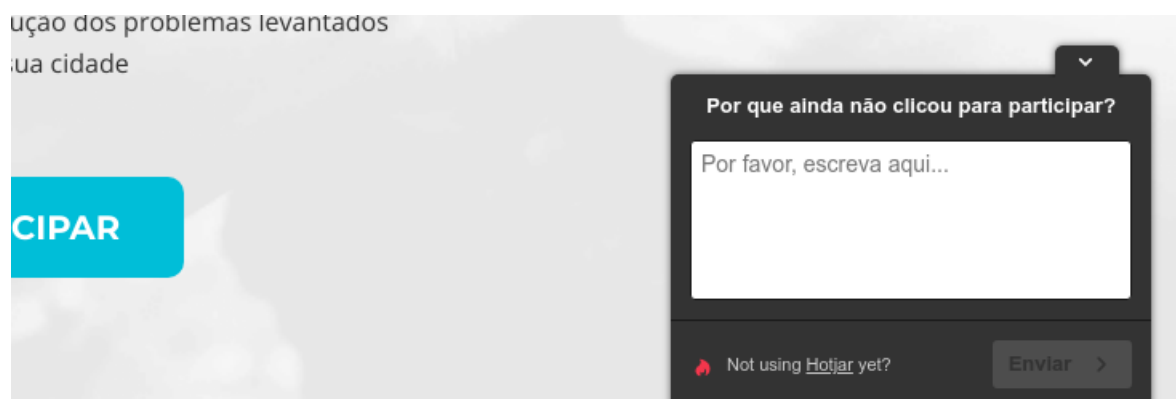 ução dos problemas levantados
sua cidade
CIPAR
Por que ainda não clicou para participar?
Por favor, escreva aqui...
Not using Hotjar yet?
Enviar